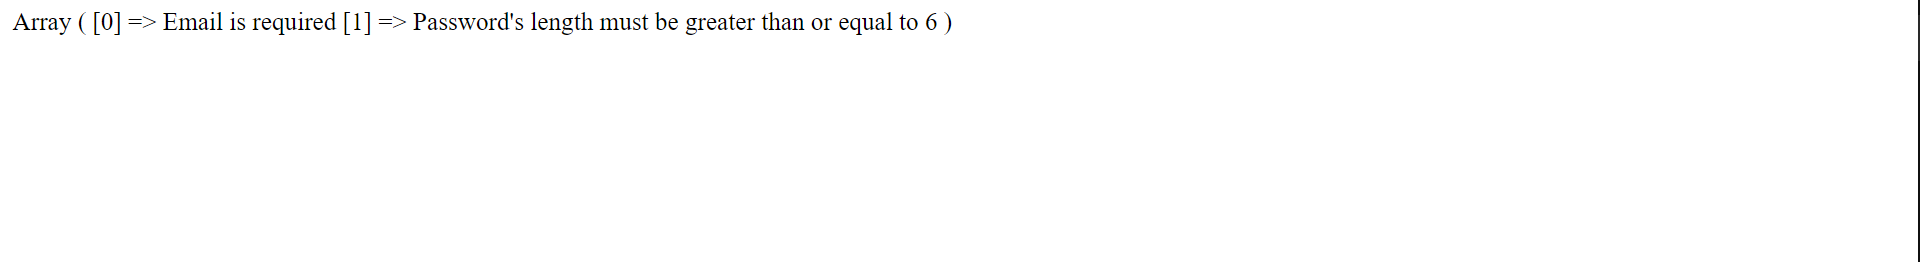 Array ( [0] => Email is required [1] => Password's length must be greater than or equal to 6 )